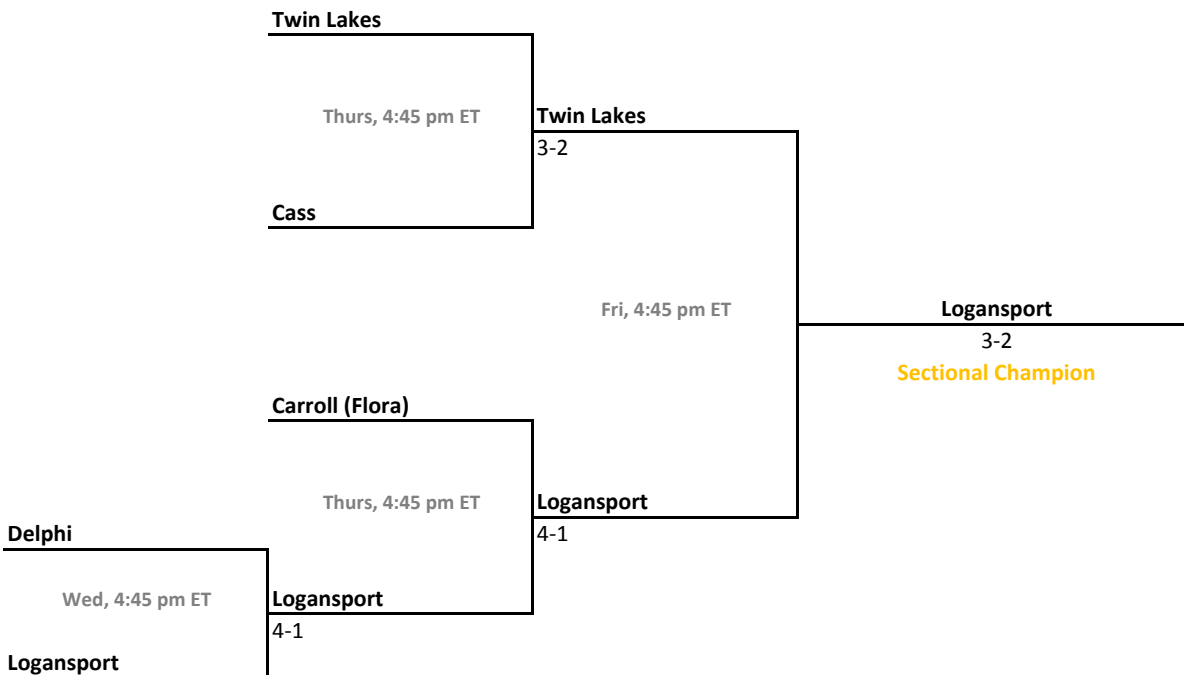 Twin Lakes
Thurs, 4:45 pm ET
Twin Lakes
3-2
Cass
Fri, 4:45 pm ET
Logansport
3-2
Sectional Champion
Carroll (Flora)
Thurs, 4:45 pm ET
Logansport
4-1
Delphi
Wed, 4:45 pm ET
Logansport
4-1
Logansport